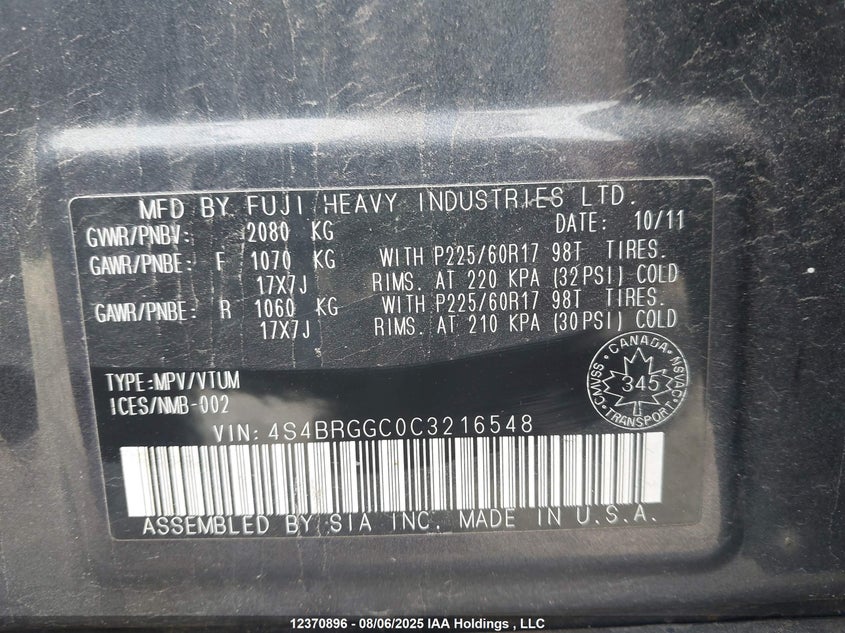 MFD BY FUJI HEAVY INDUSTRIES LTD.
GVWR/PNBV: 2080 KG DATE: 10/11
GAWR/PNBE: F 1070 KG WITH P225/60R17 98T TIRES.
17X7J RIMS. AT 220 KPA (32PSI) COLD
GAWR/PNBE: R 1060 KG WITH P225/60R17 98T TIRES.
17X7J RIMS. AT 210 KPA (30PSI) COLD
TYPE:MPV/VTUM
ICES/NMB-002
CANADA
CMVSS 345 NSVAC
TRANSPORT
VIN: 4S4BRGGC0C3216548
ASSEMBLED BY SIA INC. MADE IN U.S.A.
12370896 - 08/06/2025 IAA Holdings , LLC